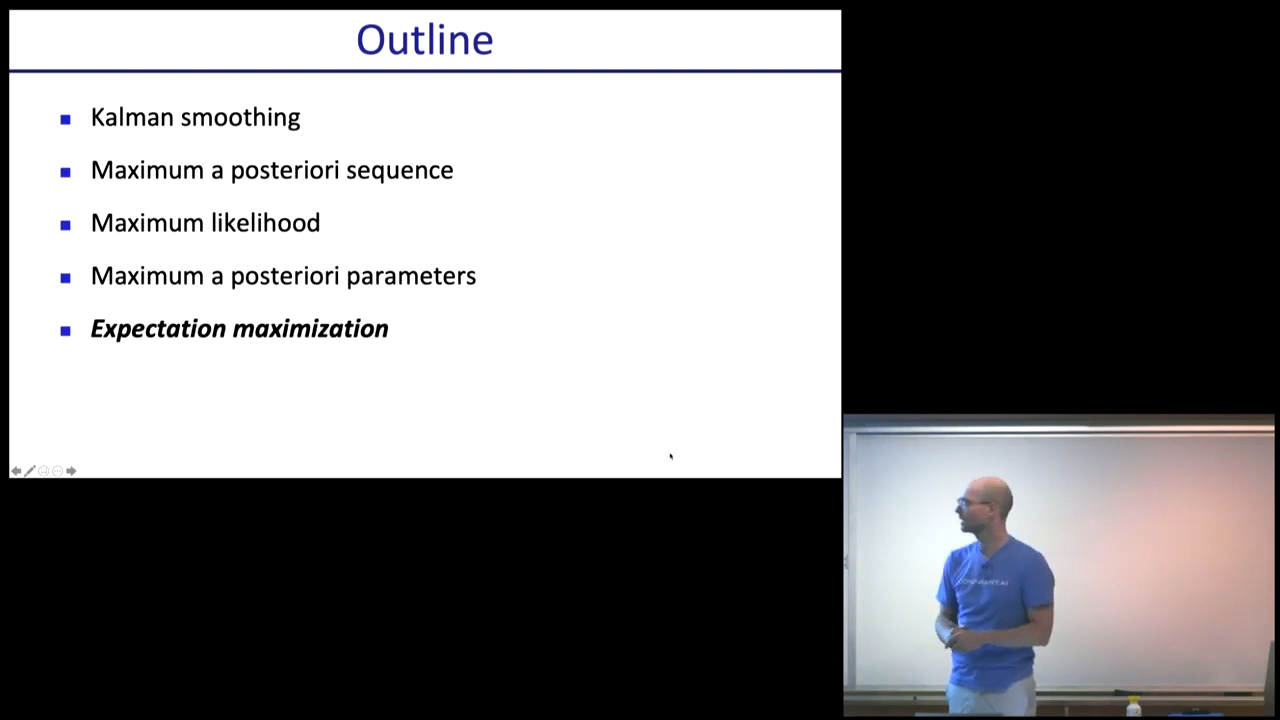 Outline
Kalman smoothing
Maximum a posteriori sequence
Maximum likelihood
Maximum a posteriori parameters
Expectation maximization